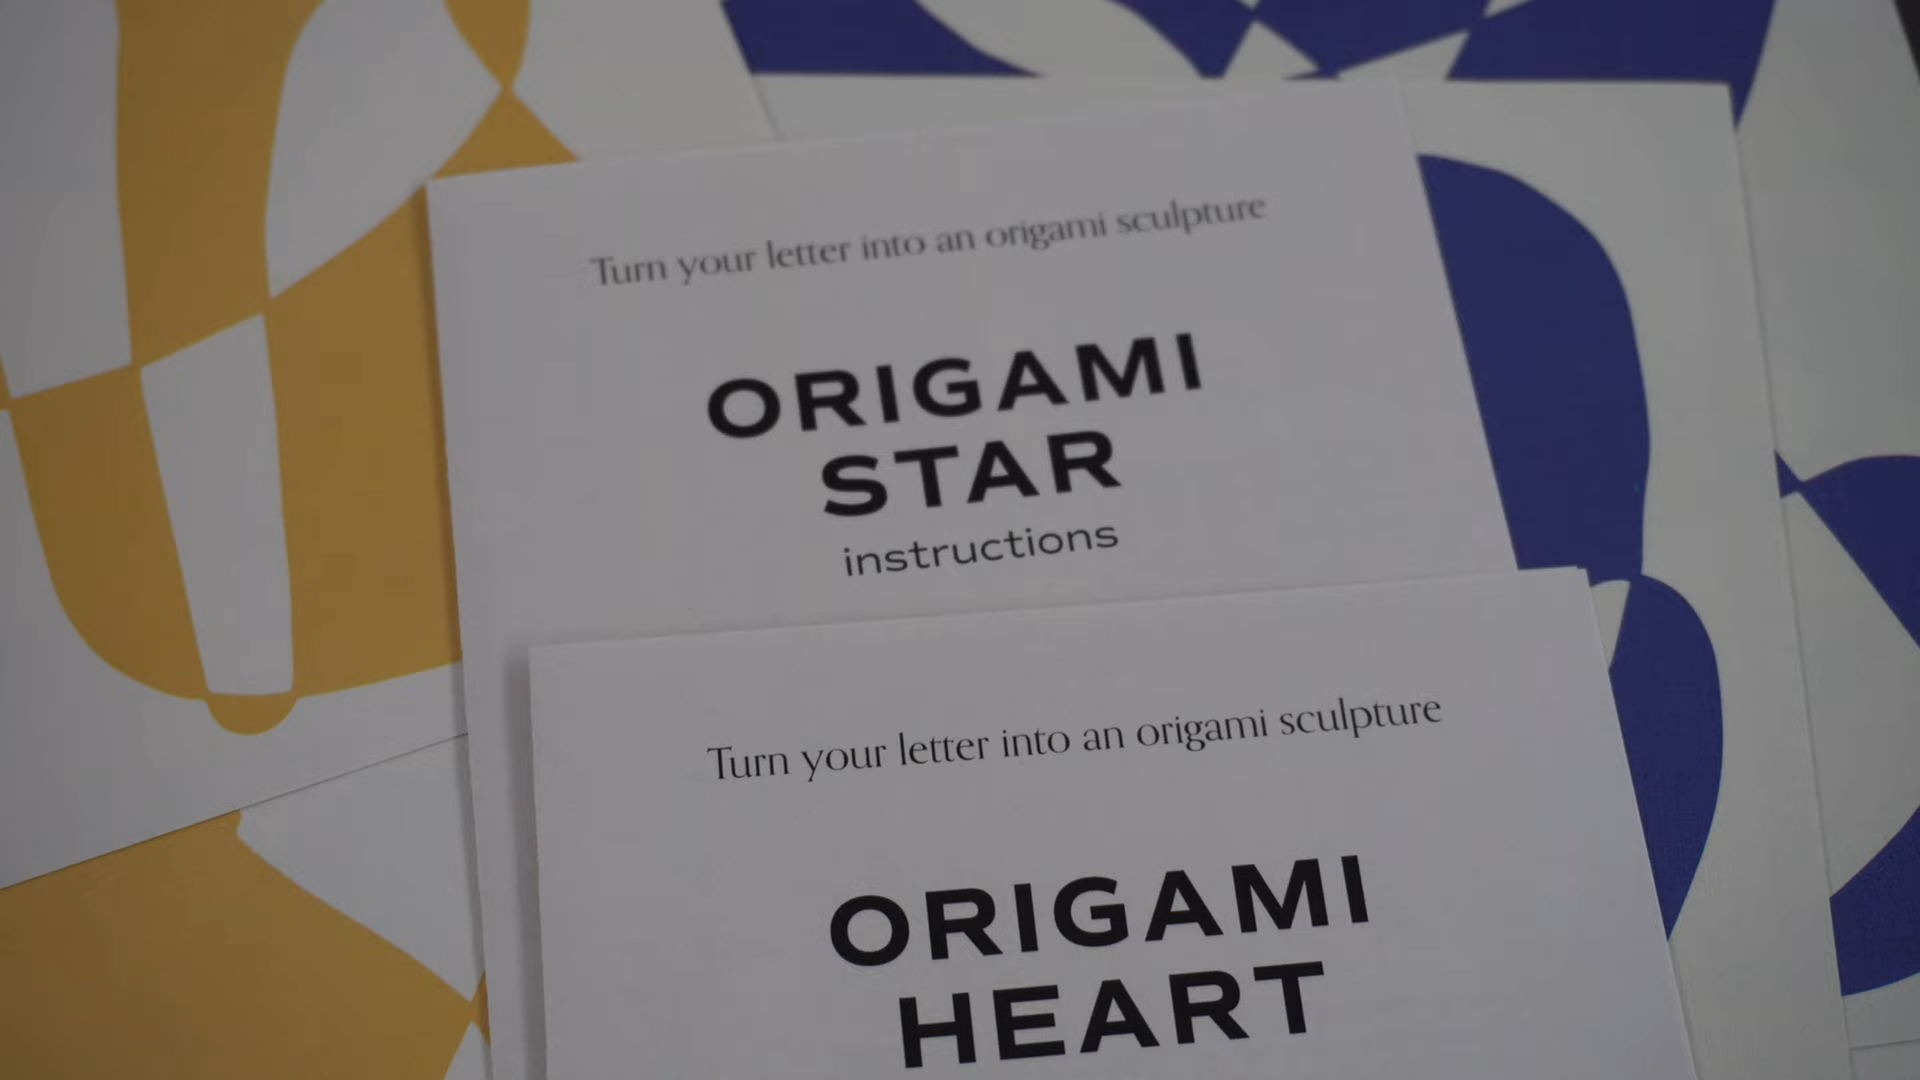 Turn your letter into an origami sculpture
ORIGAMI
STAR
instructions
Turn your letter into an origami sculpture
ORIGAMI
HEART